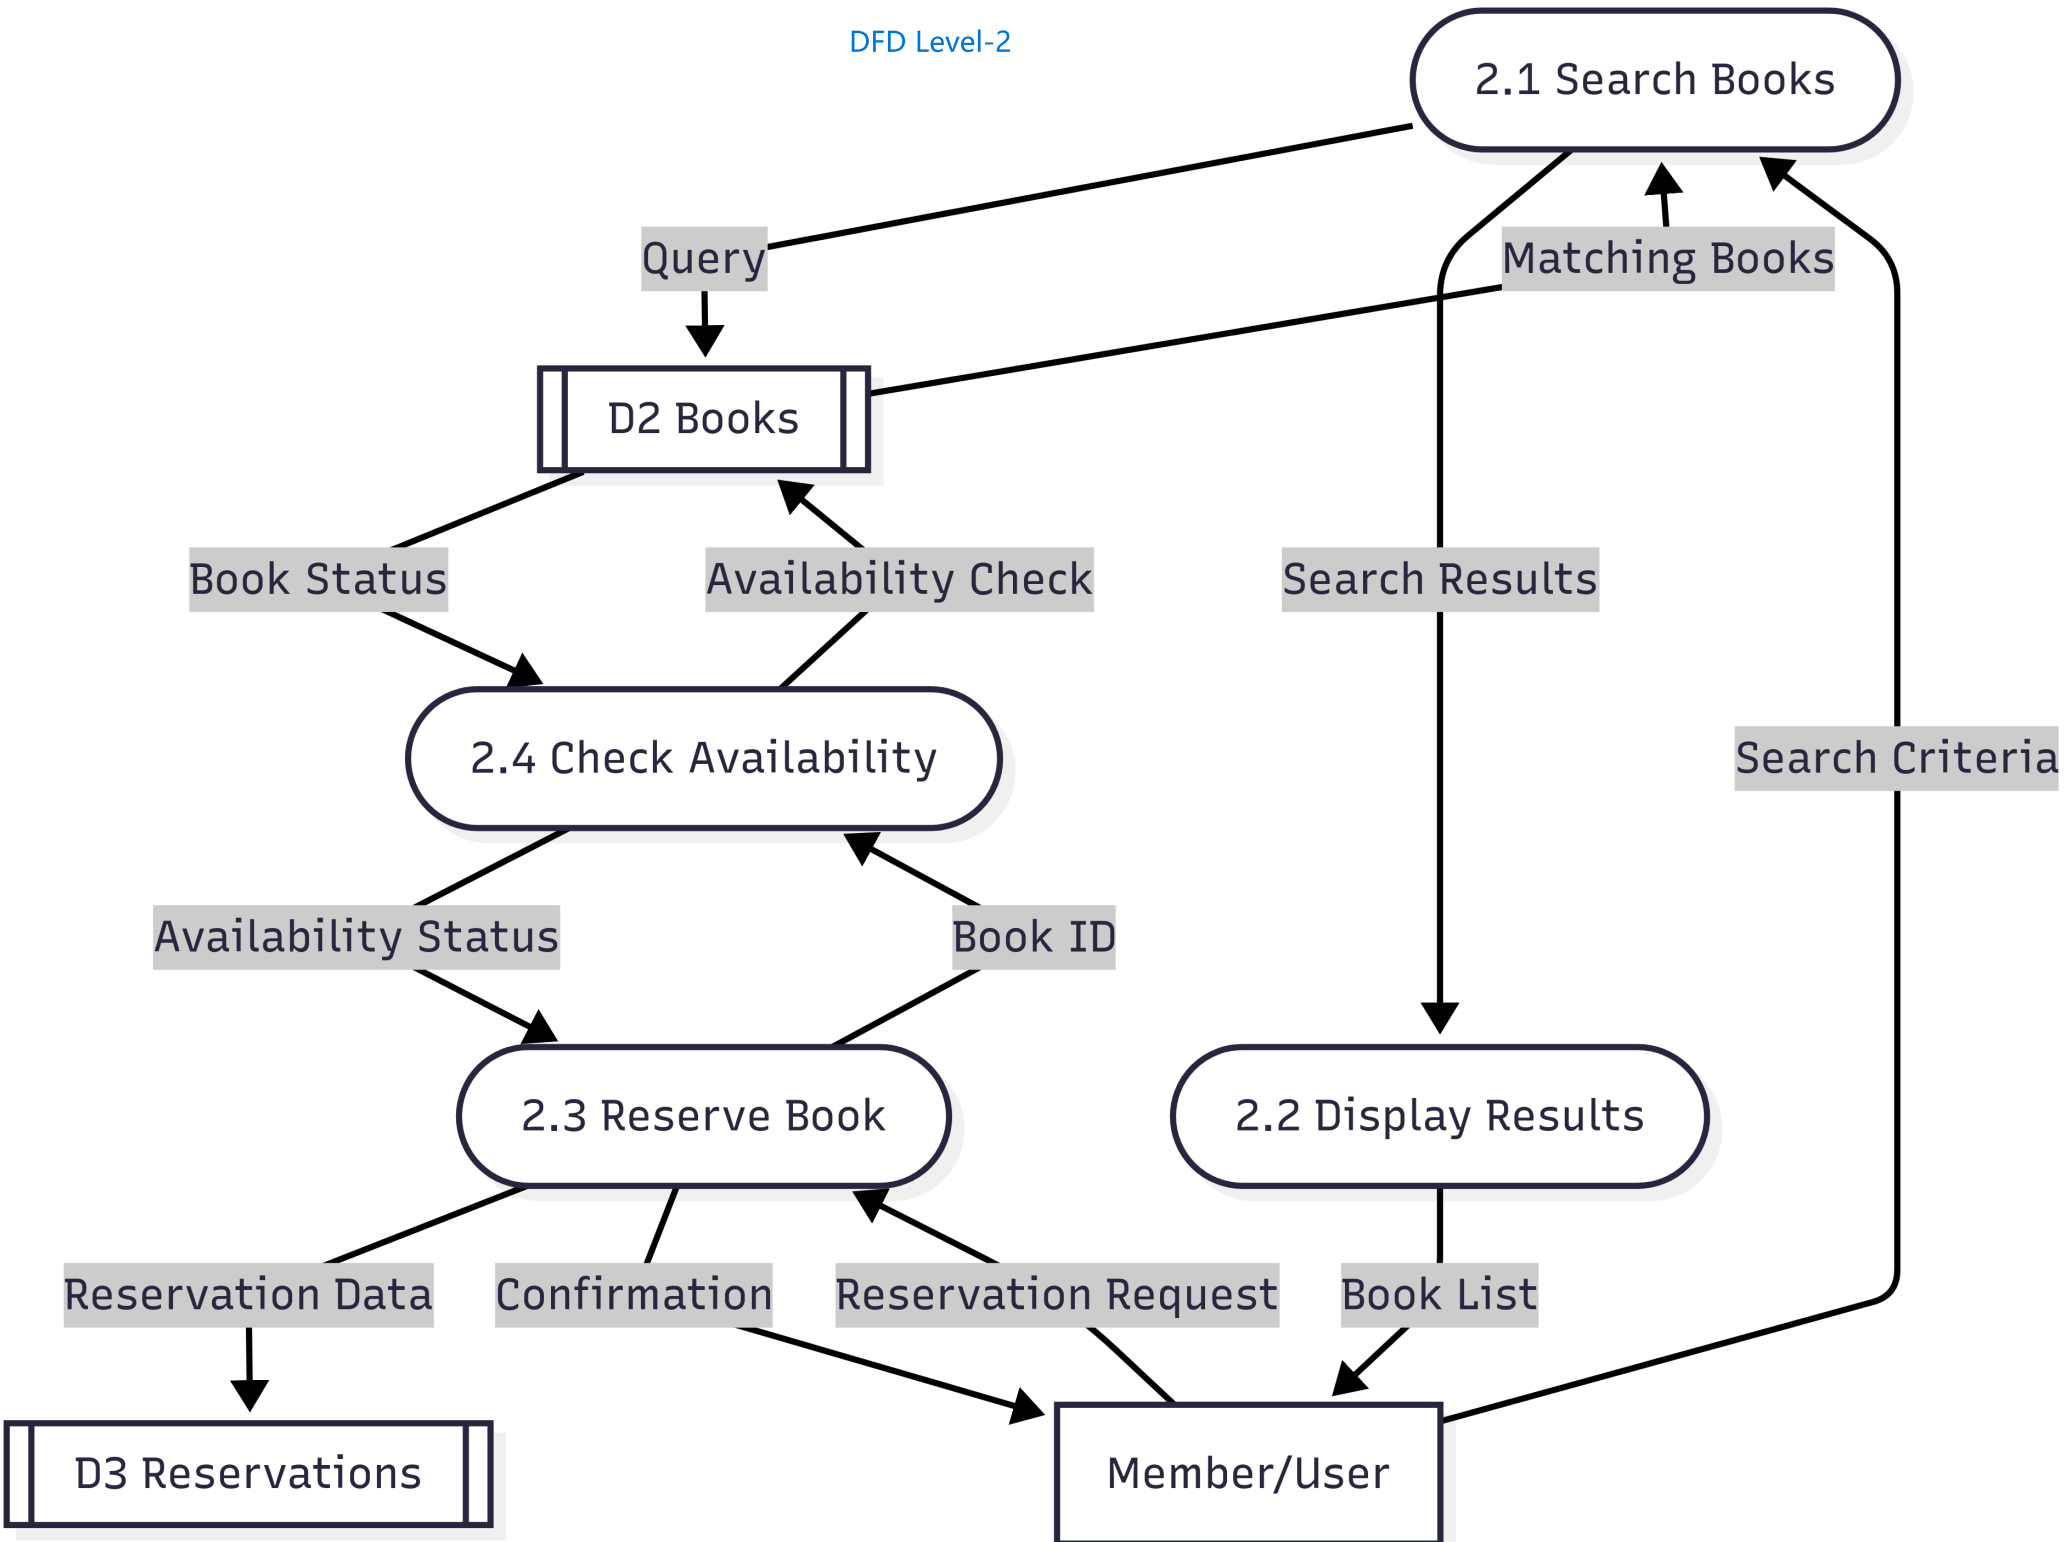 DFD Level-2
2.1 Search Books
Query
Matching Books
D2 Books
Book Status
Availability Check
Search Results
2.4 Check Availability
Search Criteria
Availability Status
Book ID
2.3 Reserve Book
2.2 Display Results
Reservation Data
Confirmation
Reservation Request
Book List
D3 Reservations
Member/User